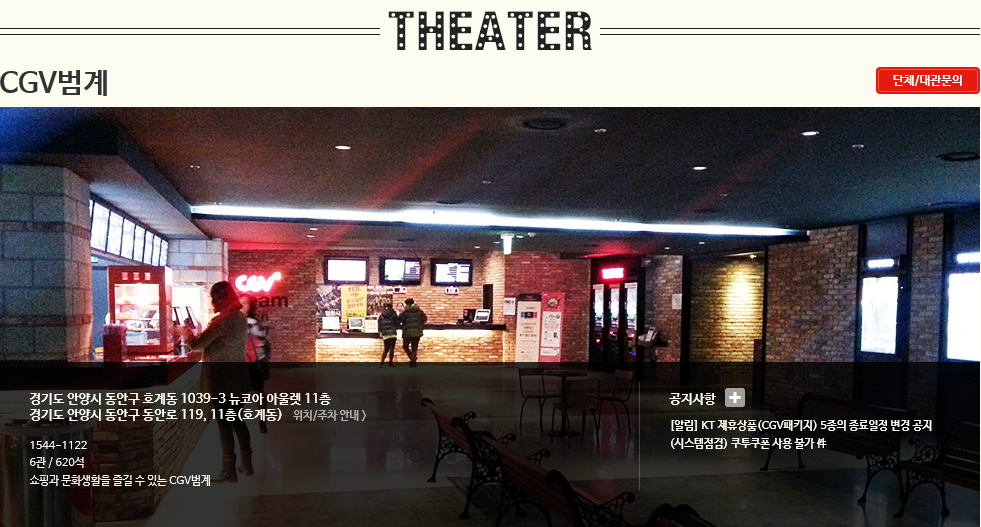 THEATER
CGV범계
단체/대관문의
CGV
경기도 안양시 동안구 호계동 1039-3 뉴코아 아울렛 11층
경기도 안양시 동안구 동안로 119, 11층(호계동) 위치/주차 안내 >
1544-1122
6관 / 620석
쇼핑과 문화생활을 즐길 수 있는 CGV범계
공지사항 +
[알림] KT 제휴상품(CGV패키지) 5종의 종료일정 변경 공지
(시스템점검) 쿠투쿠폰 사용 불가 件